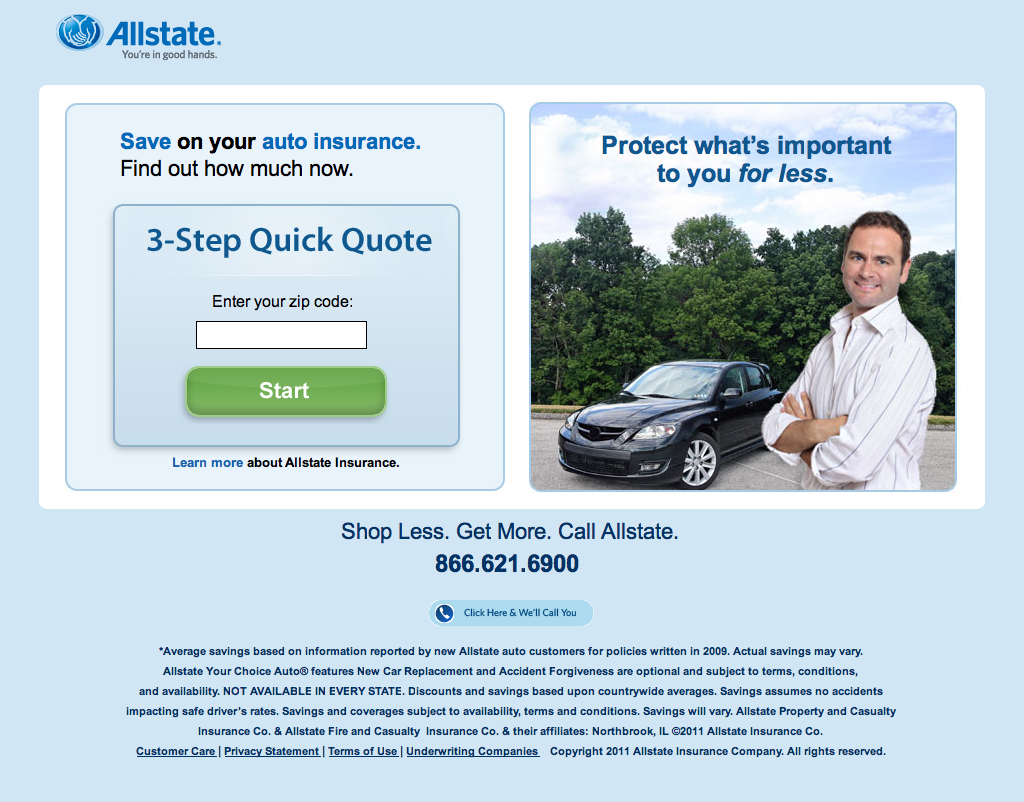 Allstate.
You're in good hands.
Save on your auto insurance.
Find out how much now.
3-Step Quick Quote
Enter your zip code:
Start
Learn more about Allstate Insurance.
Protect what's important
to you for less.
Shop Less. Get More. Call Allstate.
866.621.6900
Click Here & We'll Call You
*Average savings based on information reported by new Allstate auto customers for policies written in 2009. Actual savings may vary.
Allstate Your Choice Auto® features New Car Replacement and Accident Forgiveness are optional and subject to terms, conditions,
and availability. NOT AVAILABLE IN EVERY STATE. Discounts and savings based upon countrywide averages. Savings assumes no accidents
impacting safe driver's rates. Savings and coverages subject to availability, terms and conditions. Savings will vary. Allstate Property and Casualty
Insurance Co. & Allstate Fire and Casualty Insurance Co. & their affiliates: Northbrook, IL ©2011 Allstate Insurance Co.
Customer Care | Privacy Statement | Terms of Use | Underwriting Companies Copyright 2011 Allstate Insurance Company. All rights reserved.